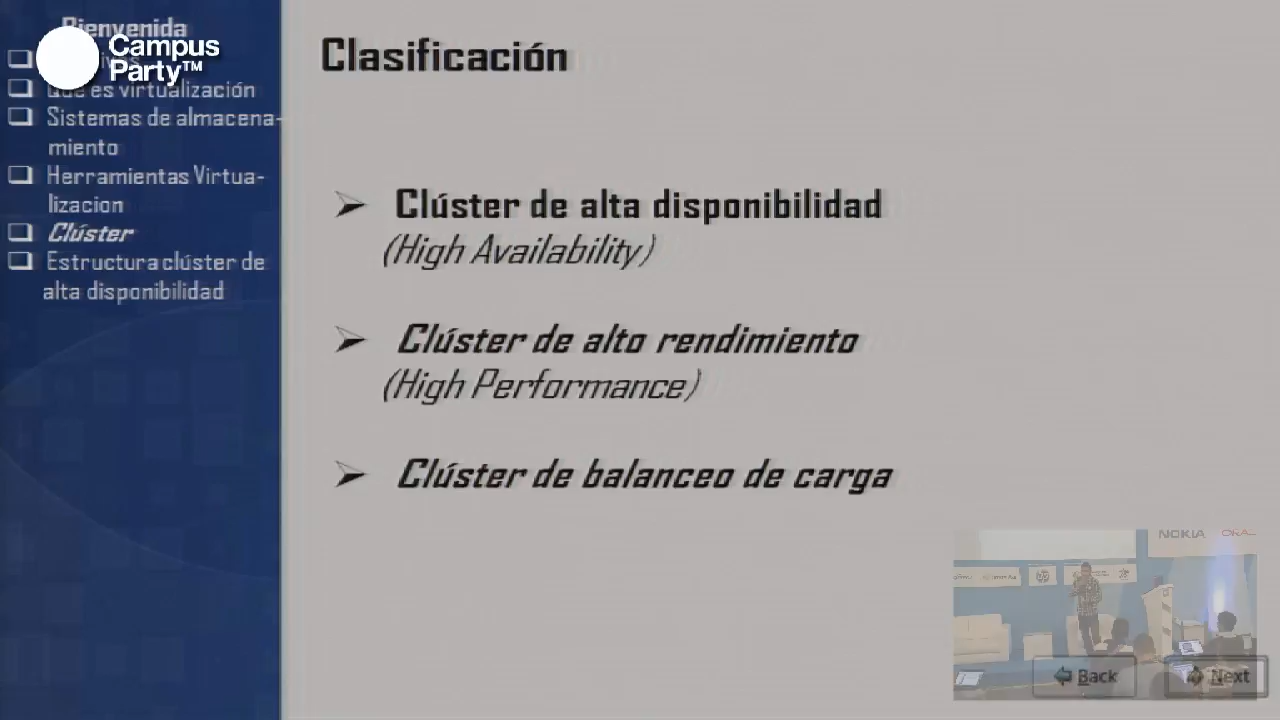 Bienvenida
Campus
Party™
Qué es virtualización
Sistemas de almacena-
miento
Herramientas Virtua-
lizacion
Clúster
Estructura clúster de
alta disponibilidad
Clasificación
Clúster de alta disponibilidad
(High Availability)
Clúster de alto rendimiento
(High Performance)
Clúster de balanceo de carga
NOKIA
Back
Next